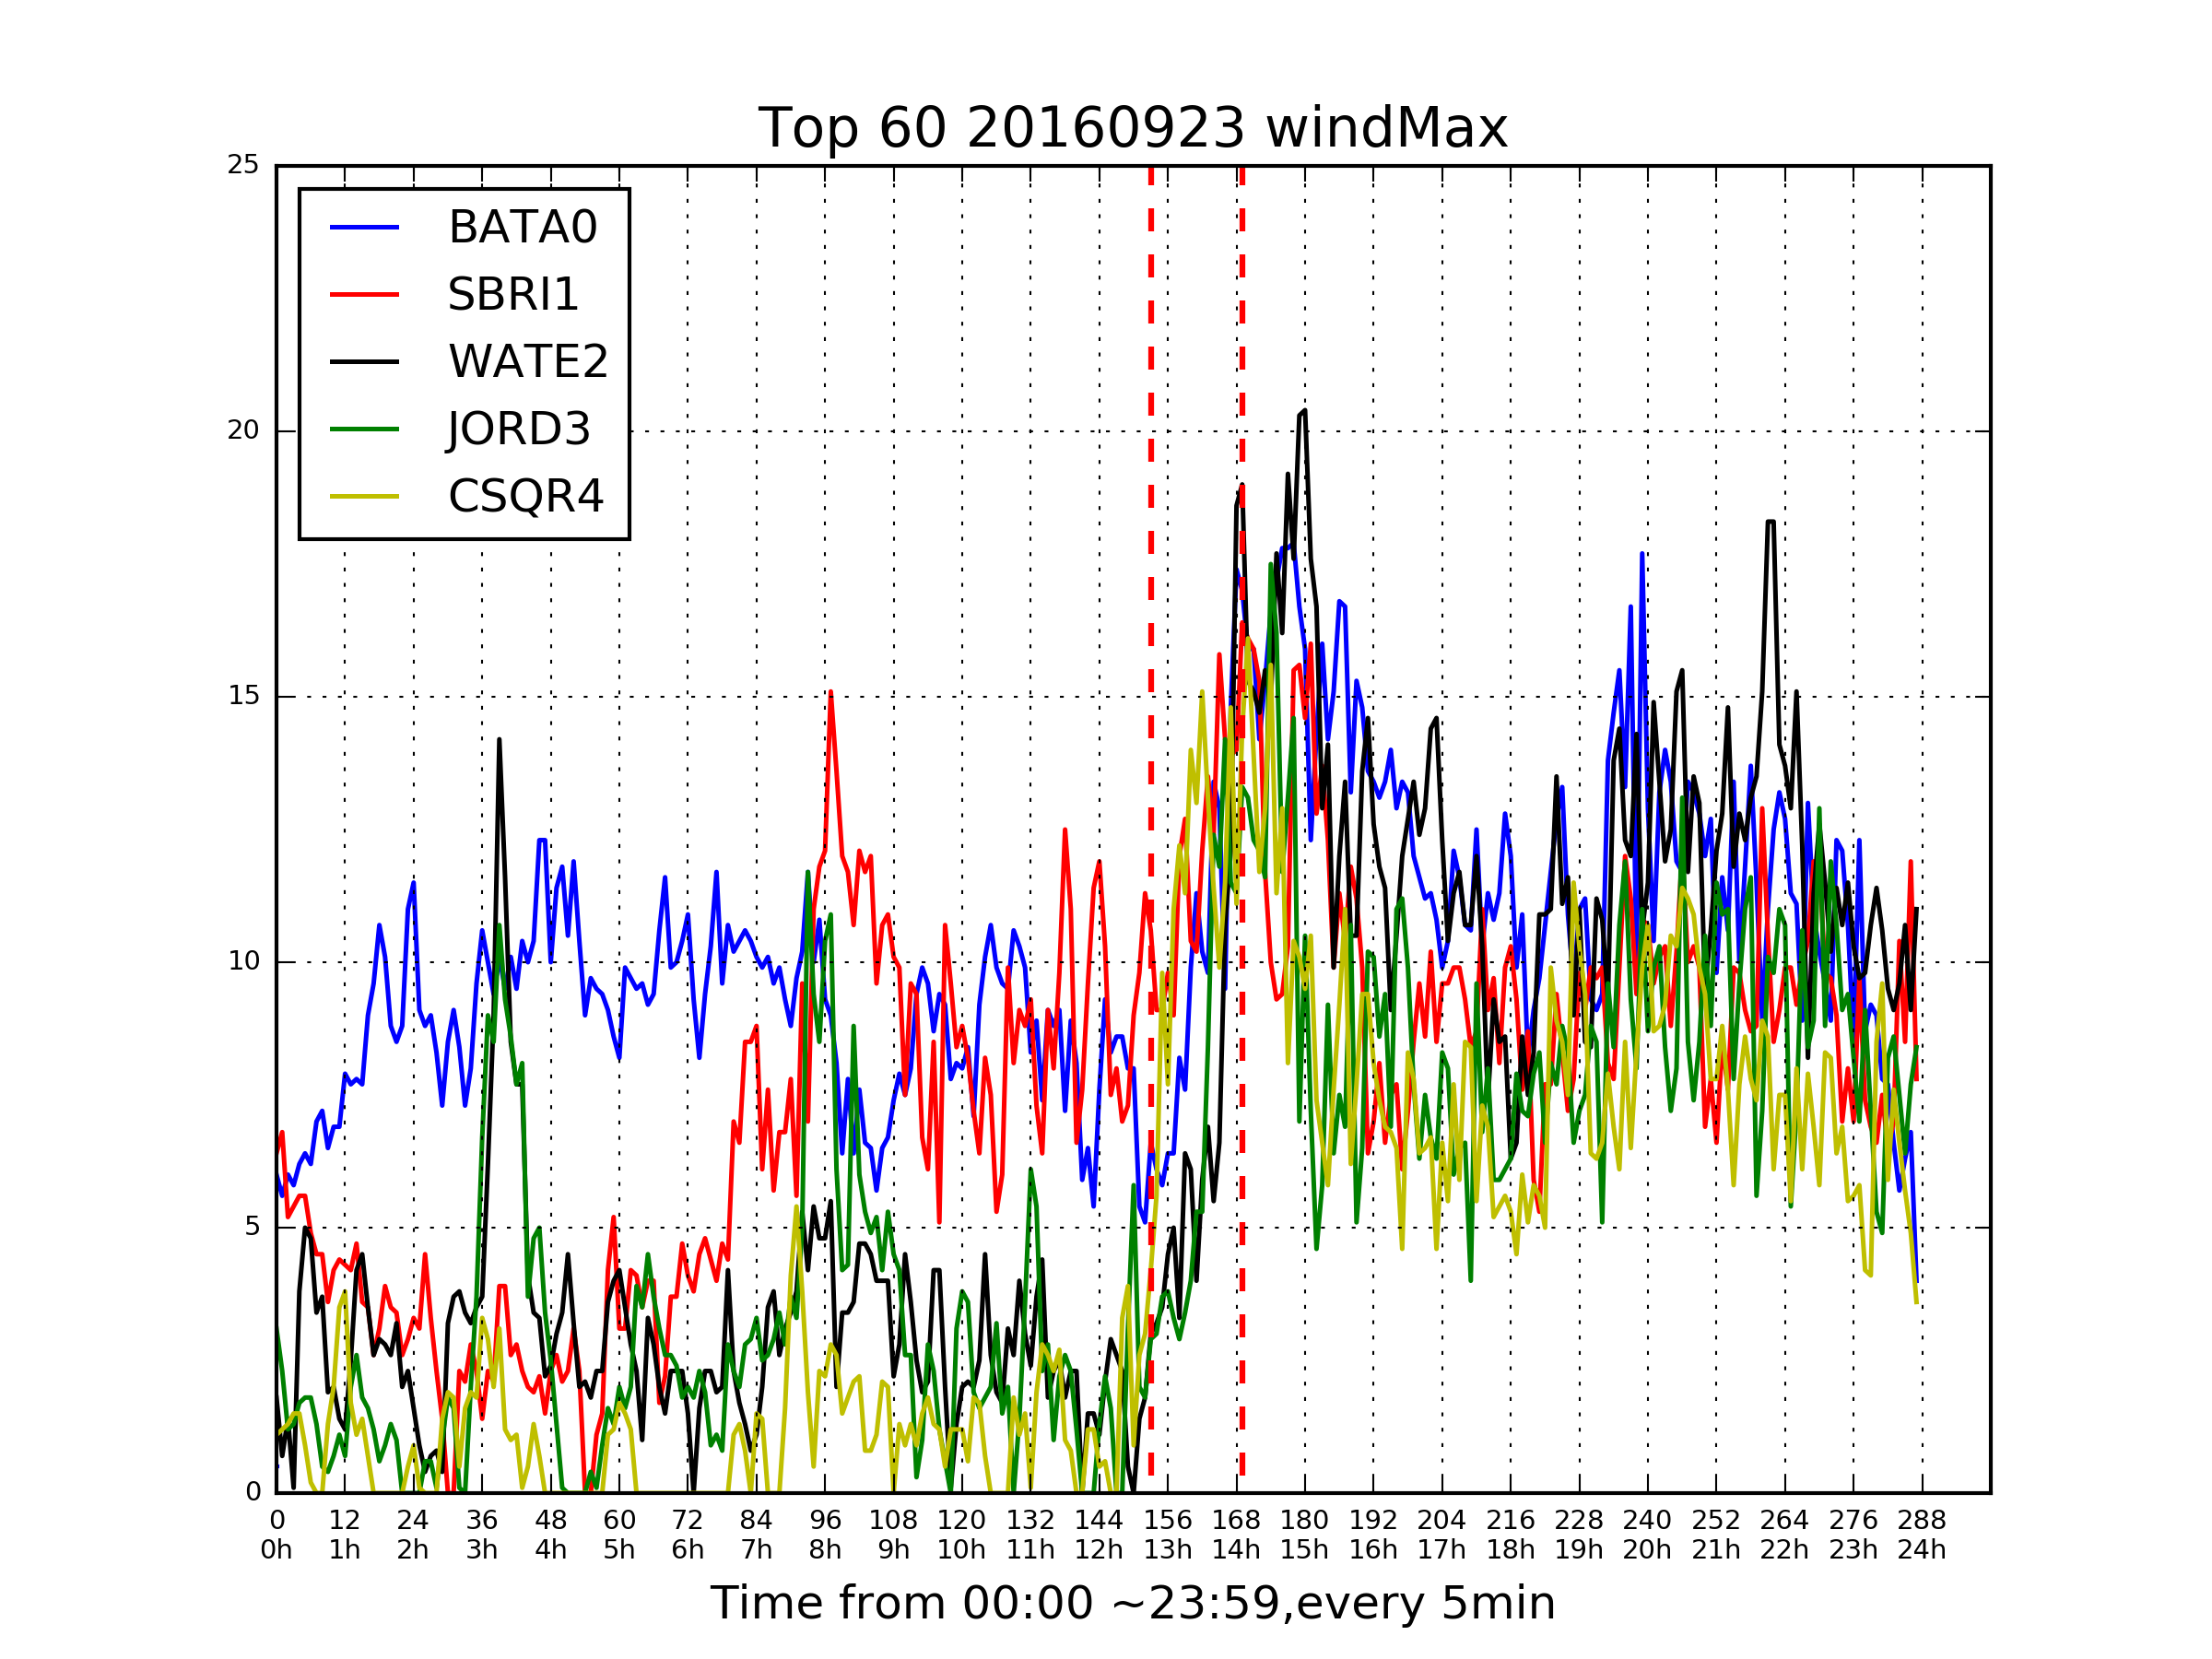 Top 60 20160923 windMax
25
20
15
10
5
0
BATA0
SBRI1
WATE2
JORD3
CSQR4
0 12 24 36 48 60 72 84 96 108 120 132 144 156 168 180 192 204 216 228 240 252 264 276 288
0h 1h 2h 3h 4h 5h 6h 7h 8h 9h 10h 11h 12h 13h 14h 15h 16h 17h 18h 19h 20h 21h 22h 23h 24h
Time from 00:00 ~23:59,every 5min